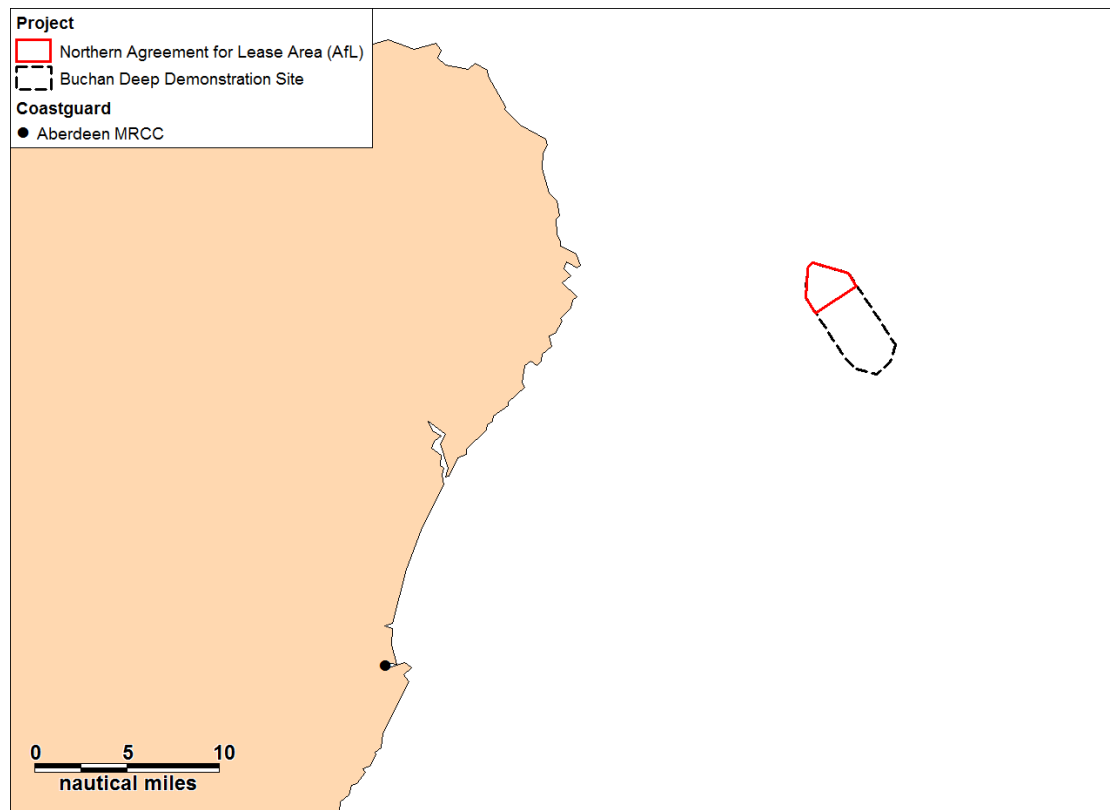 Project
Northern Agreement for Lease Area (AfL)
Buchan Deep Demonstration Site
Coastguard
Aberdeen MRCC
0 5 10
nautical miles